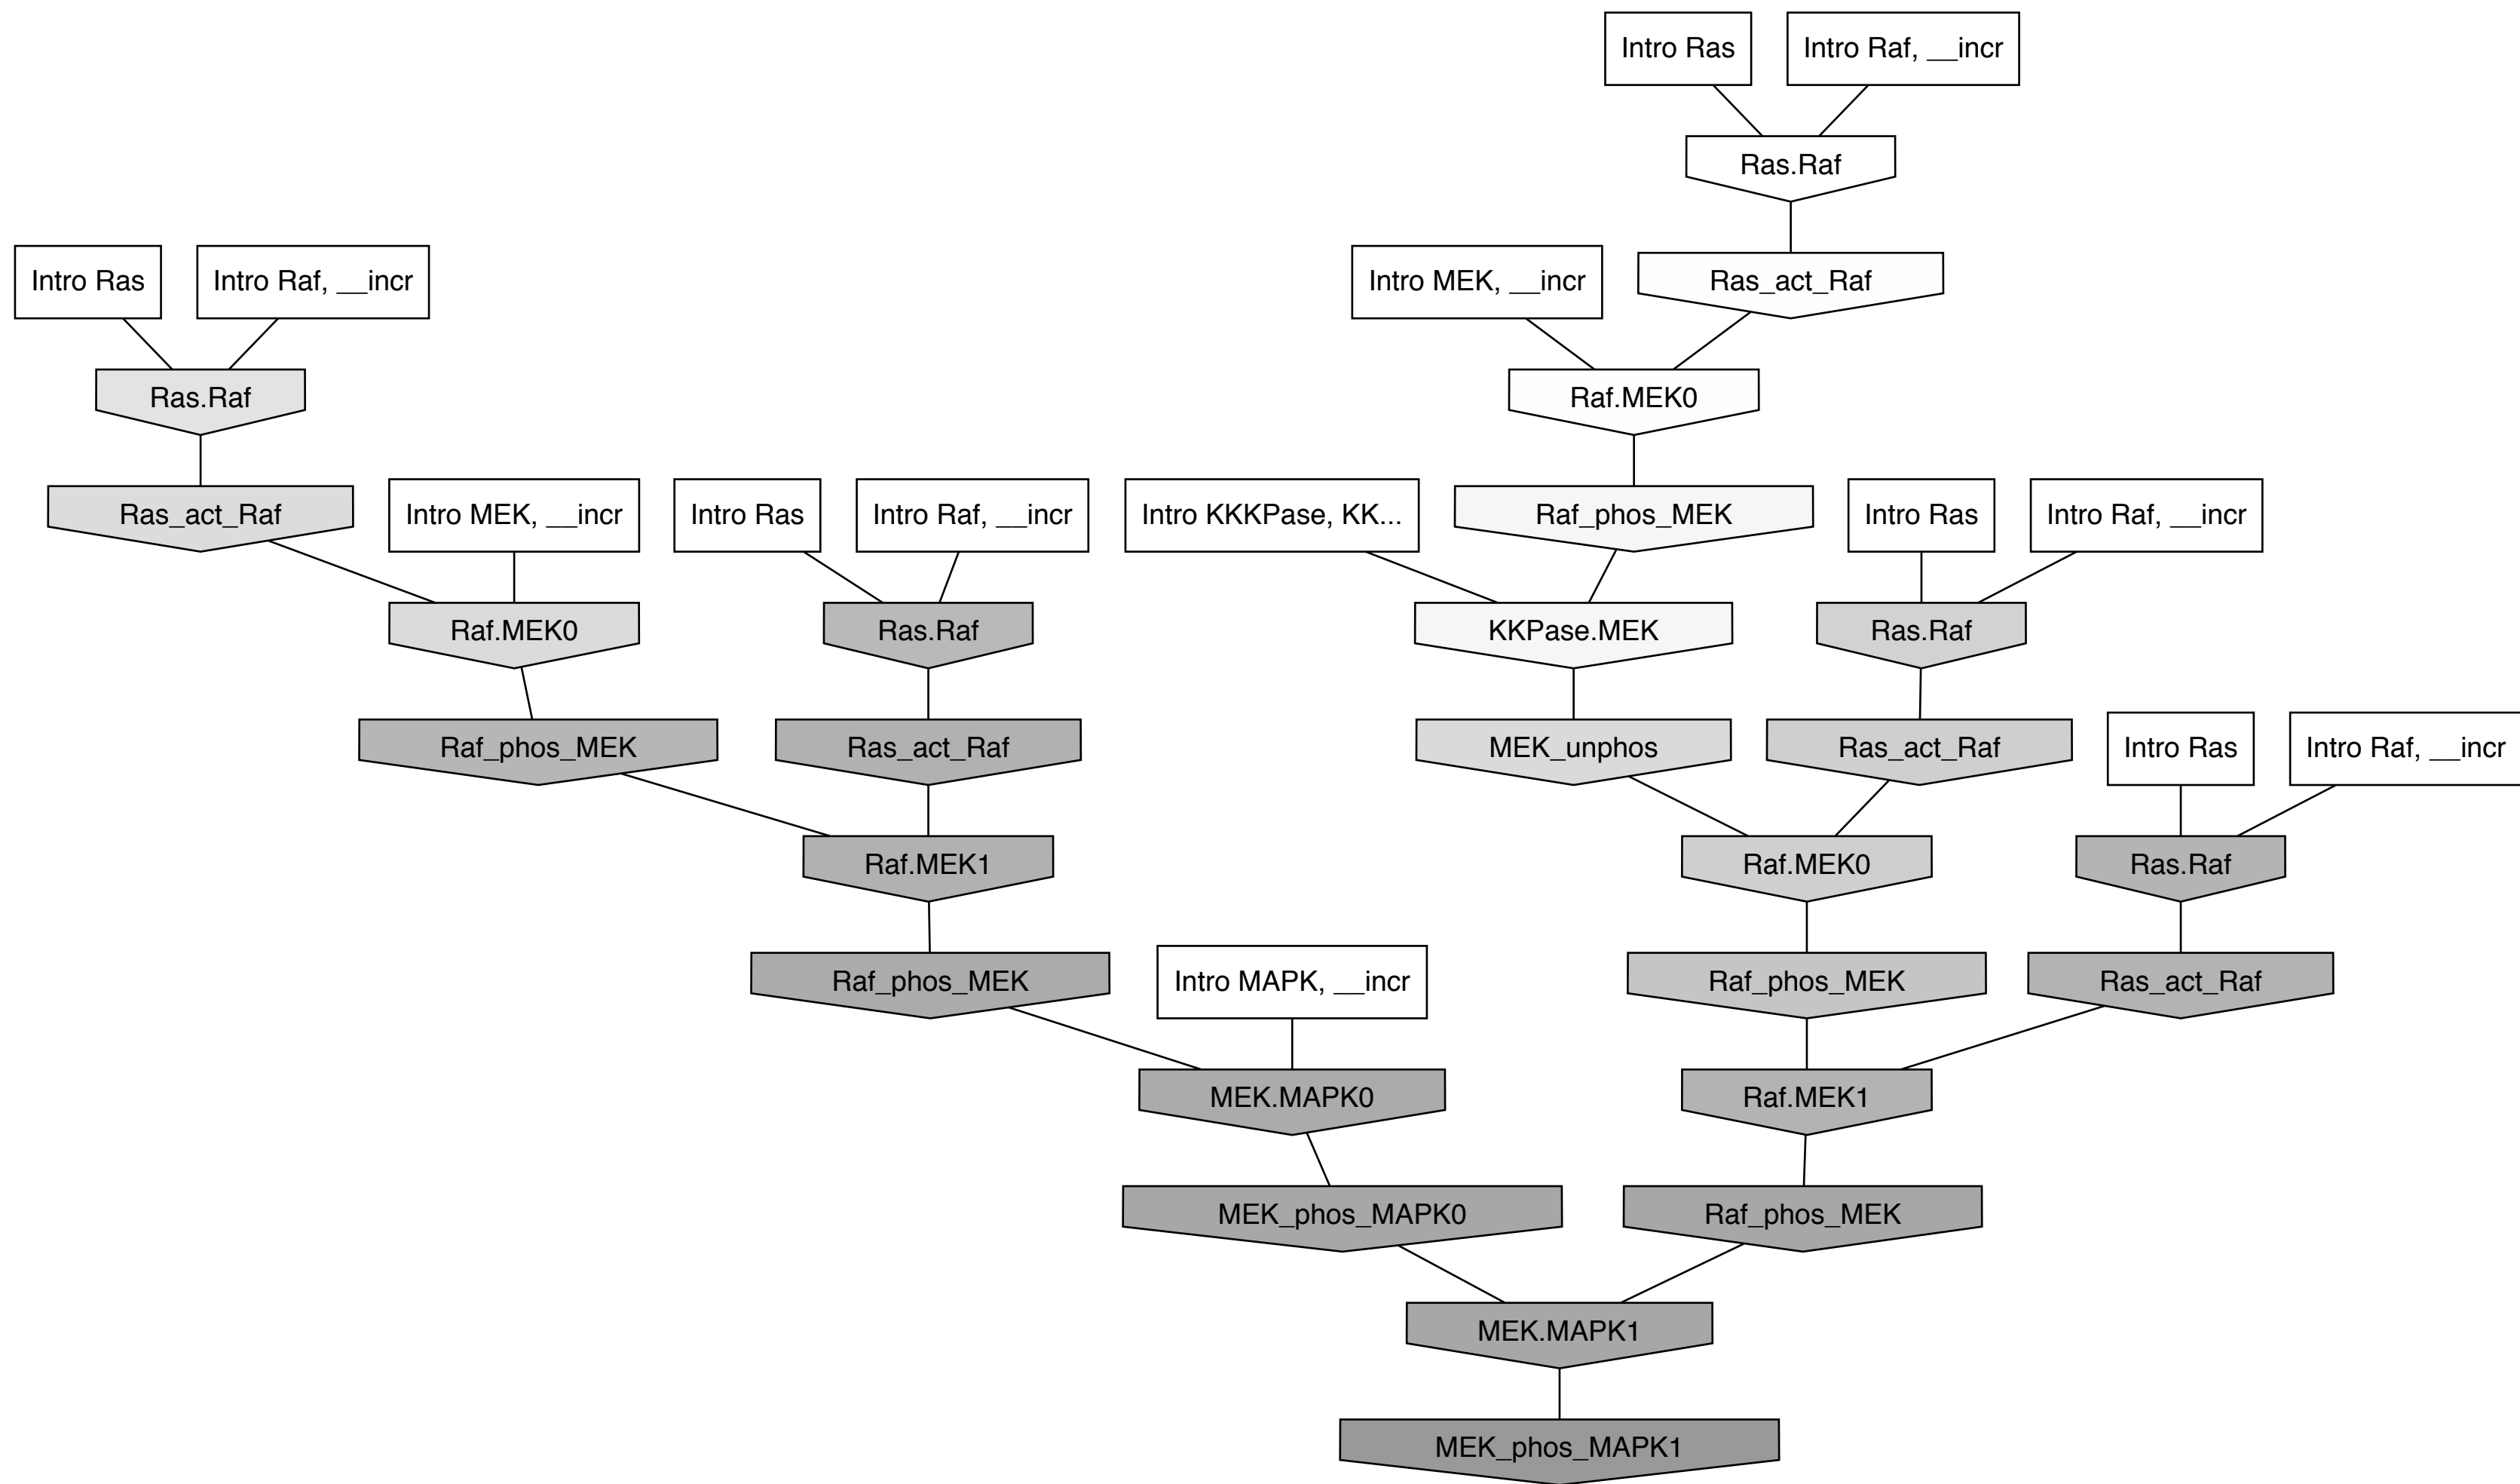 Intro Ras
Intro Raf, __incr
Ras.Raf
Intro Ras
Intro Raf, __incr
Intro MEK, __incr
Ras_act_Raf
Ras.Raf
Raf.MEK0
Ras_act_Raf
Intro MEK, __incr
Intro Ras
Intro Raf, __incr
Intro KKKPase, KK...
Raf_phos_MEK
Intro Ras
Intro Raf, __incr
Raf.MEK0
Ras.Raf
KKPase.MEK
Ras.Raf
Raf_phos_MEK
Ras_act_Raf
MEK_unphos
Ras_act_Raf
Intro Ras
Intro Raf, __incr
Raf.MEK1
Raf.MEK0
Ras.Raf
Raf_phos_MEK
Intro MAPK, __incr
Raf_phos_MEK
Ras_act_Raf
MEK.MAPK0
Raf.MEK1
MEK_phos_MAPK0
Raf_phos_MEK
MEK.MAPK1
MEK_phos_MAPK1